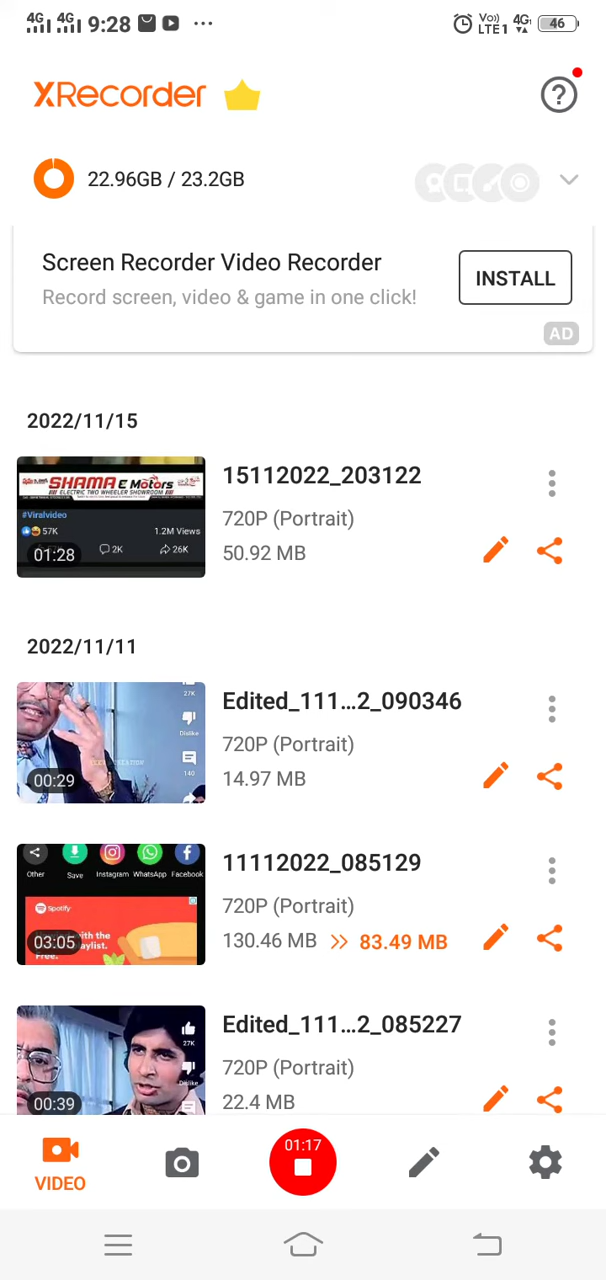 4G 4G 9:28 ... Vo)) LTE1 4G 46
XRecorder
?
22.96GB / 23.2GB
Screen Recorder Video Recorder
INSTALL
Record screen, video & game in one click!
AD
2022/11/15
SHAMA E Motors
ELECTRIC TWO WHEELER SHOWROOM
#Viralvideo
57K 1.2M Views
01:28 2K 26K
15112022_203122
720P (Portrait)
50.92 MB
2022/11/11
27K
Dislike
140
00:29
Edited_111...2_090346
720P (Portrait)
14.97 MB
Other Save Instagram WhatsApp Facebook
Spotify
with the
03:05 aylist.
Free.
11112022_085129
720P (Portrait)
130.46 MB >> 83.49 MB
27K
Dislike
00:39
Edited_111...2_085227
720P (Portrait)
22.4 MB
VIDEO
01:17